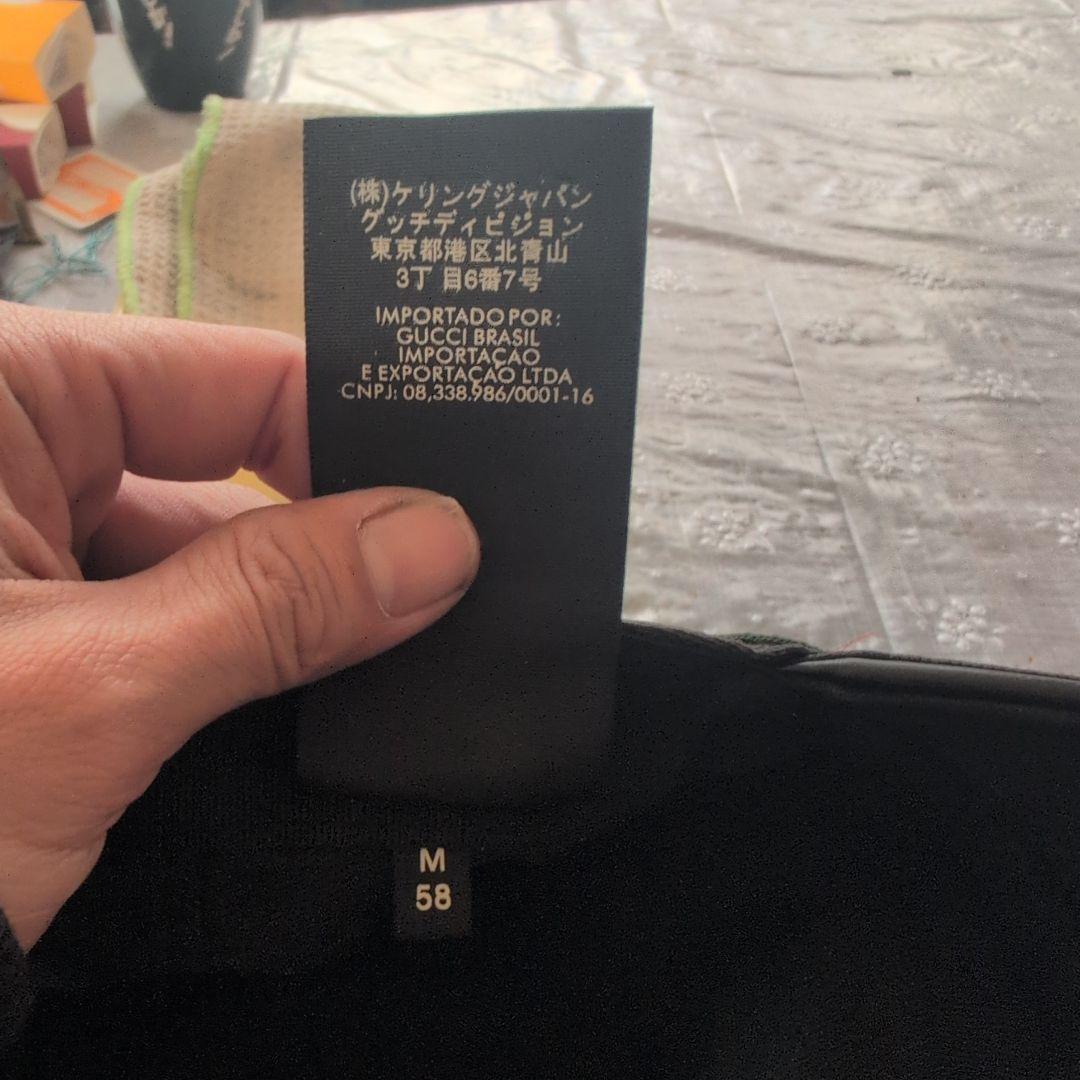 (株)ケリングジャパン
グッチディビジョン
東京都港区北青山
3丁目6番7号
IMPORTADO POR:
GUCCI BRASIL
IMPORTAÇAO
E EXPORTAÇÃO LTDA
CNPJ: 08,338.986/0001-16
M
58